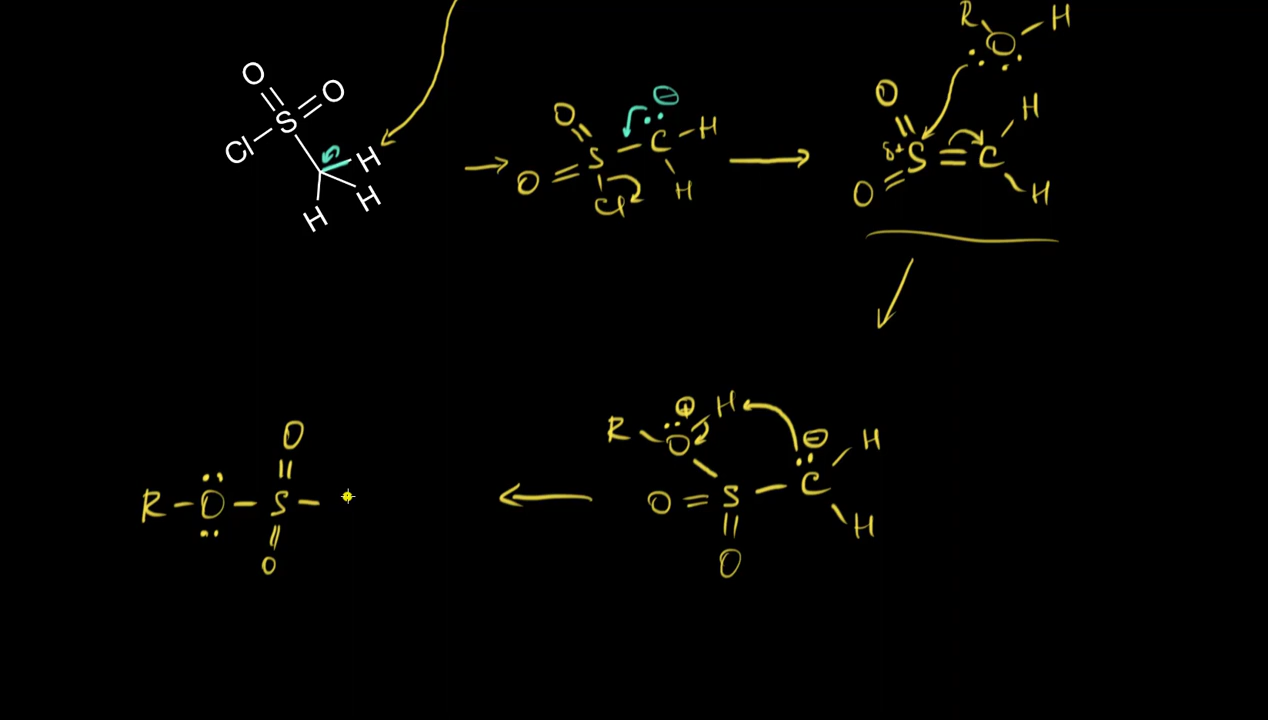 R O H
O O S Cl H H H
O ⊖ C H S O Cl H
O H δ+ S C O H
R ⊕ H O ⊖ H O S C O H
O R O S O